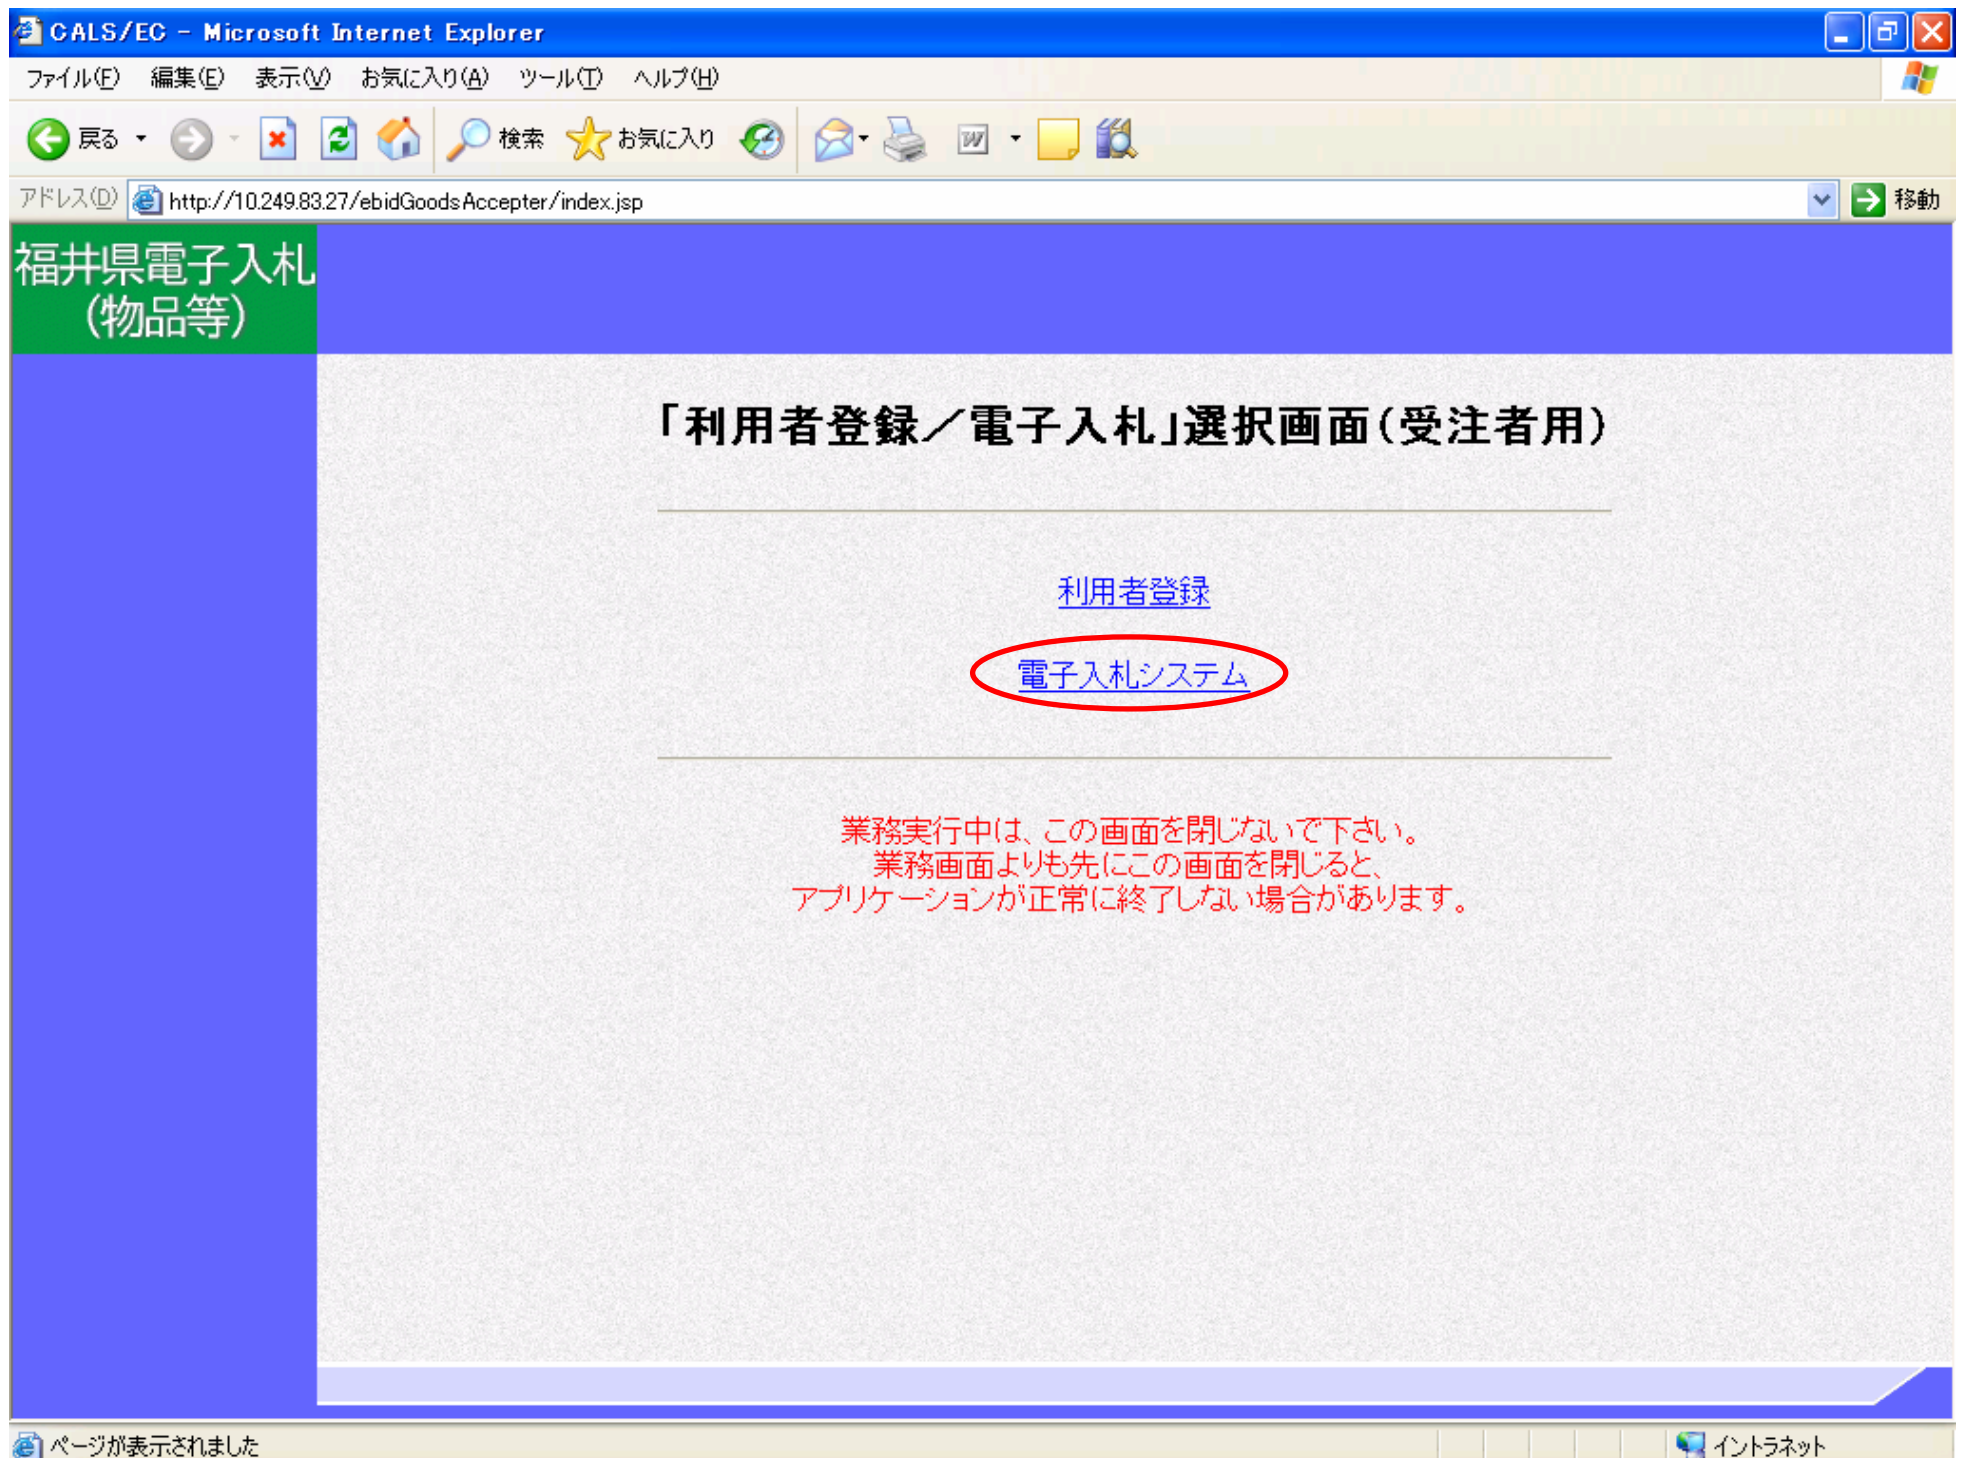 CALS/EC - Microsoft Internet Explorer
ファイル(F) 編集(E) 表示(V) お気に入り(A) ツール(T) ヘルプ(H)
戻る 検索 お気に入り
アドレス(D) http://10.249.83.27/ebidGoodsAccepter/index.jsp 移動
福井県電子入札
(物品等)
「利用者登録／電子入札」選択画面(受注者用)
利用者登録
電子入札システム
業務実行中は、この画面を閉じないで下さい。
業務画面よりも先にこの画面を閉じると、
アプリケーションが正常に終了しない場合があります。
ページが表示されました イントラネット